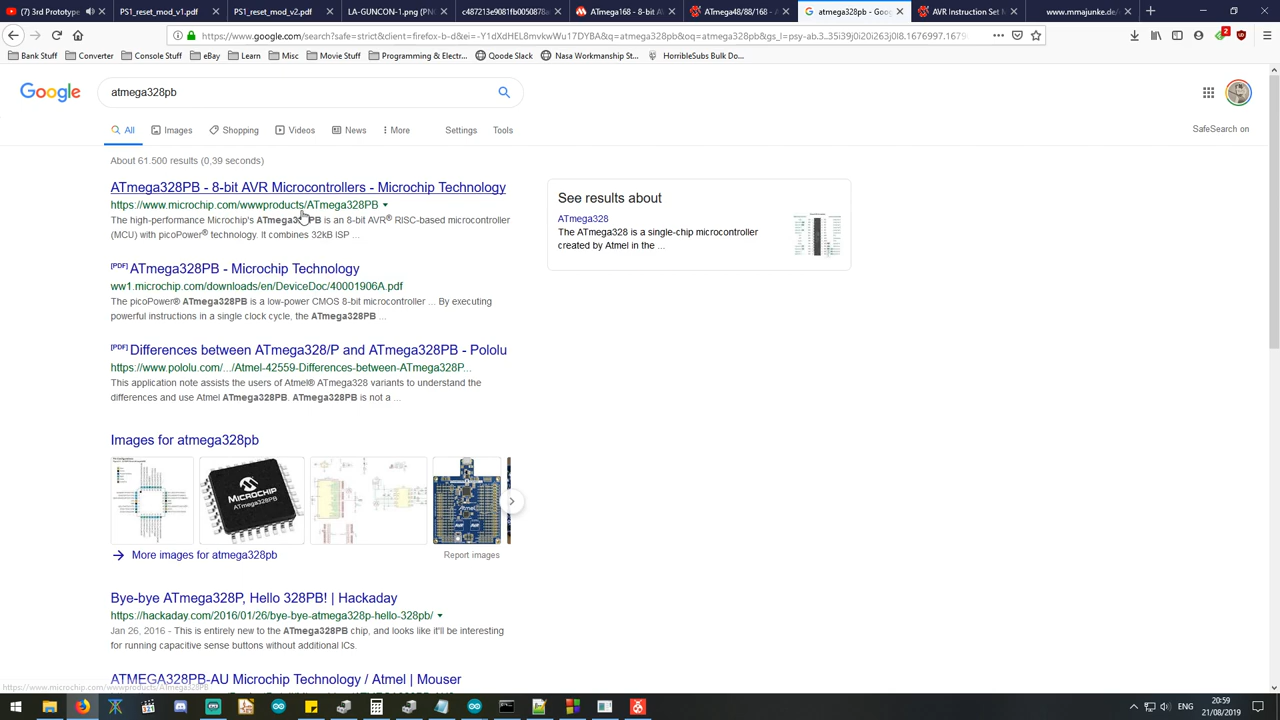 (7) 3rd Prototype
PS1_reset_mod_v1.pdf
PS1_reset_mod_v2.pdf
LA-GUNCON-1.png (PN
c487213e9081fb0050878a
ATmega168 - 8-bit AV
ATmega48/88/168 -
atmega328pb - Goo
AVR Instruction Set M
www.mmajunke.de/
https://www.google.com/search?safe=strict&client=firefox-b-d&ei=
Bank Stuff
Converter
Console Stuff
eBay
Learn
Misc
Movie Stuff
Programming & Electr...
Qoode Slack
Nasa Workmanship St...
HorribleSubs Bulk Do...
Google
atmega328pb
All
Images
Shopping
Videos
News
More
Settings
Tools
SafeSearch on
About 61.500 results (0,39 seconds)
ATmega328PB - 8-bit AVR Microcontrollers - Microchip Technology
https://www.microchip.com/wwwproducts/ATmega328PB
The high-performance Microchip's ATmega328PB is an 8-bit AVR® RISC-based microcontroller
(MCU) with picoPower® technology. it combines 32kB ISP ...
See results about
ATmega328
The ATmega328 is a single-chip microcontroller
created by Atmel in the ...
[PDF] ATmega328PB - Microchip Technology
ww1.microchip.com/downloads/en/DeviceDoc/40001906A.pdf
The picoPower® ATmega328PB is a low-power CMOS 8-bit microcontroller ... By executing
powerful instructions in a single clock cycle, the ATmega328PB ...
[PDF] Differences between ATmega328/P and ATmega328PB - Pololu
https://www.pololu.com/.../Atmel-42559-Differences-between-ATmega328P...
This application note assists the users of Atmel® ATmega328 variants to understand the
differences and use Atmel ATmega328PB. ATmega328PB is not a ...
Images for atmega328pb
MICROCHIP
ATmega328PB
Atmel
More images for atmega328pb
Report images
Bye-bye ATmega328P, Hello 328PB! | Hackaday
https://hackaday.com/2016/01/26/bye-bye-atmega328p-hello-328pb/
Jan 26, 2016 - This is entirely new to the ATmega328PB chip, and looks like it'll be interesting
for running capacitive sense buttons without additional ICs.
ATMEGA328PB-AU Microchip Technology / Atmel | Mouser
https://www.microchip.com/wwwproducts/ATmega328PB
ENG
20:59
21/08/2019